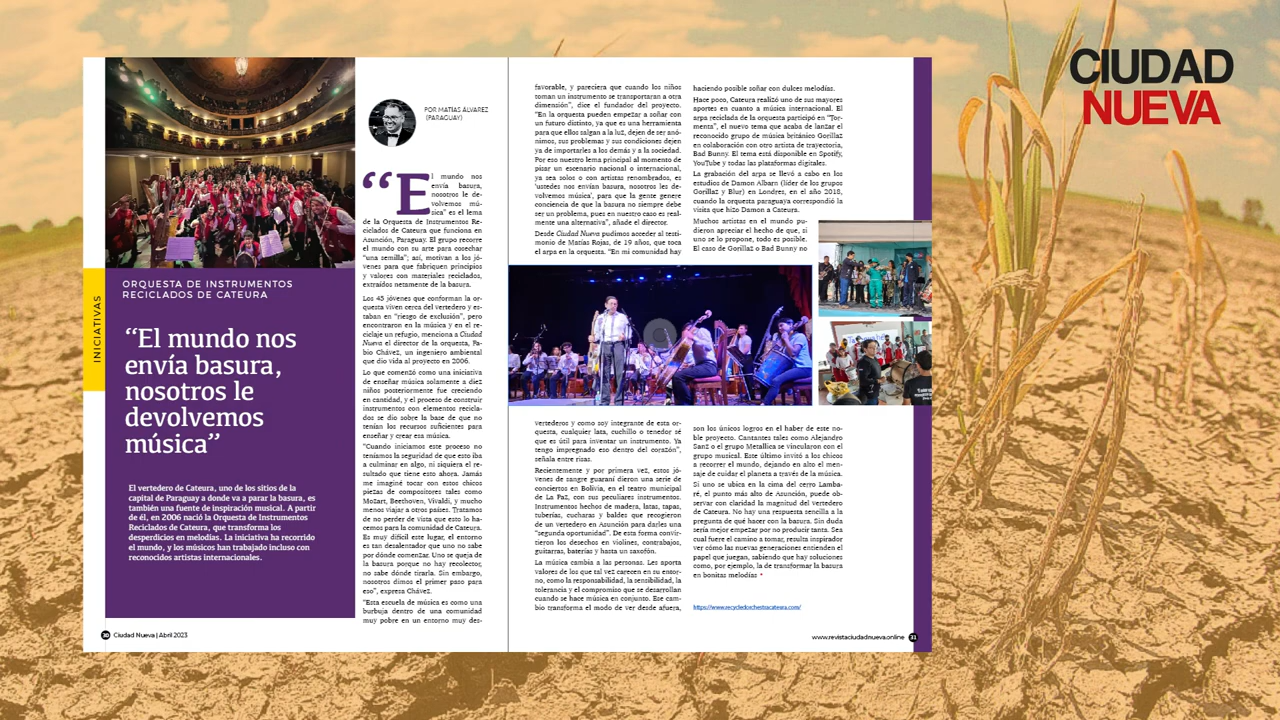 CIUDAD
NUEVA
INICIATIVAS
ORQUESTA DE INSTRUMENTOS
RECICLADOS DE CATEURA
“El mundo nos
envía basura,
nosotros le
devolvemos
música”
El vertedero de Cateura, uno de los sitios de la
capital de Paraguay a donde va a parar la basura, es
también una fuente de inspiración musical. A partir
de él, en 2006 nació la Orquesta de Instrumentos
Reciclados de Cateura, que transforma los
desperdicios en melodías. La iniciativa ha recorrido
el mundo, y los músicos han trabajado incluso con
reconocidos artistas internacionales.
30 Ciudad Nueva | Abril 2023
POR MATÍAS ÁLVAREZ
(PARAGUAY)
“El mundo nos
envía basura,
nosotros le de-
volvemos mú-
sica” es el lema
de la Orquesta de Instrumentos Re-
ciclados de Cateura que funciona en
Asunción, Paraguay. El grupo recorre
el mundo con su arte para cosechar
“una semilla”; así, motivan a los jó-
venes para que fabriquen principios
y valores con materiales reciclados,
extraídos netamente de la basura.
Los 45 jóvenes que conforman la or-
questa viven cerca del vertedero y es-
taban en “riesgo de exclusión”, pero
encontraron en la música y en el re-
ciclaje un refugio, menciona a Ciudad
Nueva el director de la orquesta, Fa-
bio Chávez, un ingeniero ambiental
que dio vida al proyecto en 2006.
Lo que comenzó como una iniciativa
de enseñar música solamente a diez
niños posteriormente fue creciendo
en cantidad, y el proceso de construir
instrumentos con elementos recicla-
dos se dio sobre la base de que no
tenían los recursos suficientes para
enseñar y crear esa música.
“Cuando iniciamos este proceso no
teníamos la seguridad de que esto iba
a culminar en algo, ni siquiera el re-
sultado que tiene esto ahora. Jamás
me imaginé tocar con estos chicos
piezas de compositores tales como
Mozart, Beethoven, Vivaldi, y mucho
menos viajar a otros países. Tratamos
de no perder de vista que esto lo ha-
cemos para la comunidad de Cateura.
Es muy difícil este lugar, el entorno
es tan desalentador que uno no sabe
por dónde comenzar. Uno se queja de
la basura porque no hay recolector,
no sabe dónde tirarla. Sin embargo,
nosotros dimos el primer paso para
eso”, expresa Chávez.
“Esta escuela de música es como una
burbuja dentro de una comunidad
muy pobre en un entorno muy des-
favorable, y pareciera que cuando los niños
toman un instrumento se transportaran a otra
dimensión”, dice el fundador del proyecto.
“En la orquesta pueden empezar a soñar con
un futuro distinto, ya que es una herramienta
para que ellos salgan a la luz, dejen de ser anó-
nimos, sus problemas y sus condiciones dejen
ya de importarles a los demás y a la sociedad.
Por eso nuestro lema principal al momento de
pisar un escenario nacional o internacional,
ya sea solos o con artistas renombrados, es
‘ustedes nos envían basura, nosotros les de-
volvemos música’, para que la gente genere
conciencia de que la basura no siempre debe
ser un problema, pues en nuestro caso es real-
mente una alternativa”, añade el director.
Desde Ciudad Nueva pudimos acceder al testi-
monio de Matías Rojas, de 19 años, que toca
el arpa en la orquesta. “En mi comunidad hay
vertederos y como soy integrante de esta or-
questa, cualquier lata, cuchillo o tenedor sé
que es útil para inventar un instrumento. Ya
tengo impregnado eso dentro del corazón”,
señala entre risas.
Recientemente y por primera vez, estos jó-
venes de sangre guaraní dieron una serie de
conciertos en Bolivia, en el teatro municipal
de La Paz, con sus peculiares instrumentos.
Instrumentos hechos de madera, latas, tapas,
tuberías, cucharas y baldes que recogieron
de un vertedero en Asunción para darles una
“segunda oportunidad”. De esta forma convir-
tieron los desechos en violines, contrabajos,
guitarras, baterías y hasta un saxofón.
La música cambia a las personas. Les aporta
valores de los que tal vez carecen en su entor-
no, como la responsabilidad, la sensibilidad, la
tolerancia y el compromiso que se desarrollan
cuando se hace música en conjunto. Ese cam-
bio transforma el modo de ver desde afuera,
haciendo posible soñar con dulces melodías.
Hace poco, Cateura realizó uno de sus mayores
aportes en cuanto a música internacional. El
arpa reciclada de la orquesta participó en “Tor-
menta”, el nuevo tema que acaba de lanzar el
reconocido grupo de música británico Gorillaz
en colaboración con otro artista de trayectoria,
Bad Bunny. El tema está disponible en Spotify,
YouTube y todas las plataformas digitales.
La grabación del arpa se llevó a cabo en los
estudios de Damon Albarn (líder de los grupos
Gorillaz y Blur) en Londres, en el año 2018,
cuando la orquesta paraguaya correspondió la
visita que hizo Damon a Cateura.
Muchos artistas en el mundo pu-
dieron apreciar el hecho de que, si
uno se lo propone, todo es posible.
El caso de Gorillaz o Bad Bunny no
son los únicos logros en el haber de este no-
ble proyecto. Cantantes tales como Alejandro
Sanz o el grupo Metallica se vincularon con el
grupo musical. Este último invitó a los chicos
a recorrer el mundo, dejando en alto el men-
saje de cuidar el planeta a través de la música.
Si uno se ubica en la cima del cerro Lamba-
ré, el punto más alto de Asunción, puede ob-
servar con claridad la magnitud del vertedero
de Cateura. No hay una respuesta sencilla a la
pregunta de qué hacer con la basura. Sin duda
sería mejor empezar por no producir tanta. Sea
cual fuere el camino a tomar, resulta inspirador
ver cómo las nuevas generaciones entienden el
papel que juegan, sabiendo que hay soluciones
como, por ejemplo, la de transformar la basura
en bonitas melodías *
https://www.recycledorchestracateura.com/
www.revistaciudadnueva.online 31